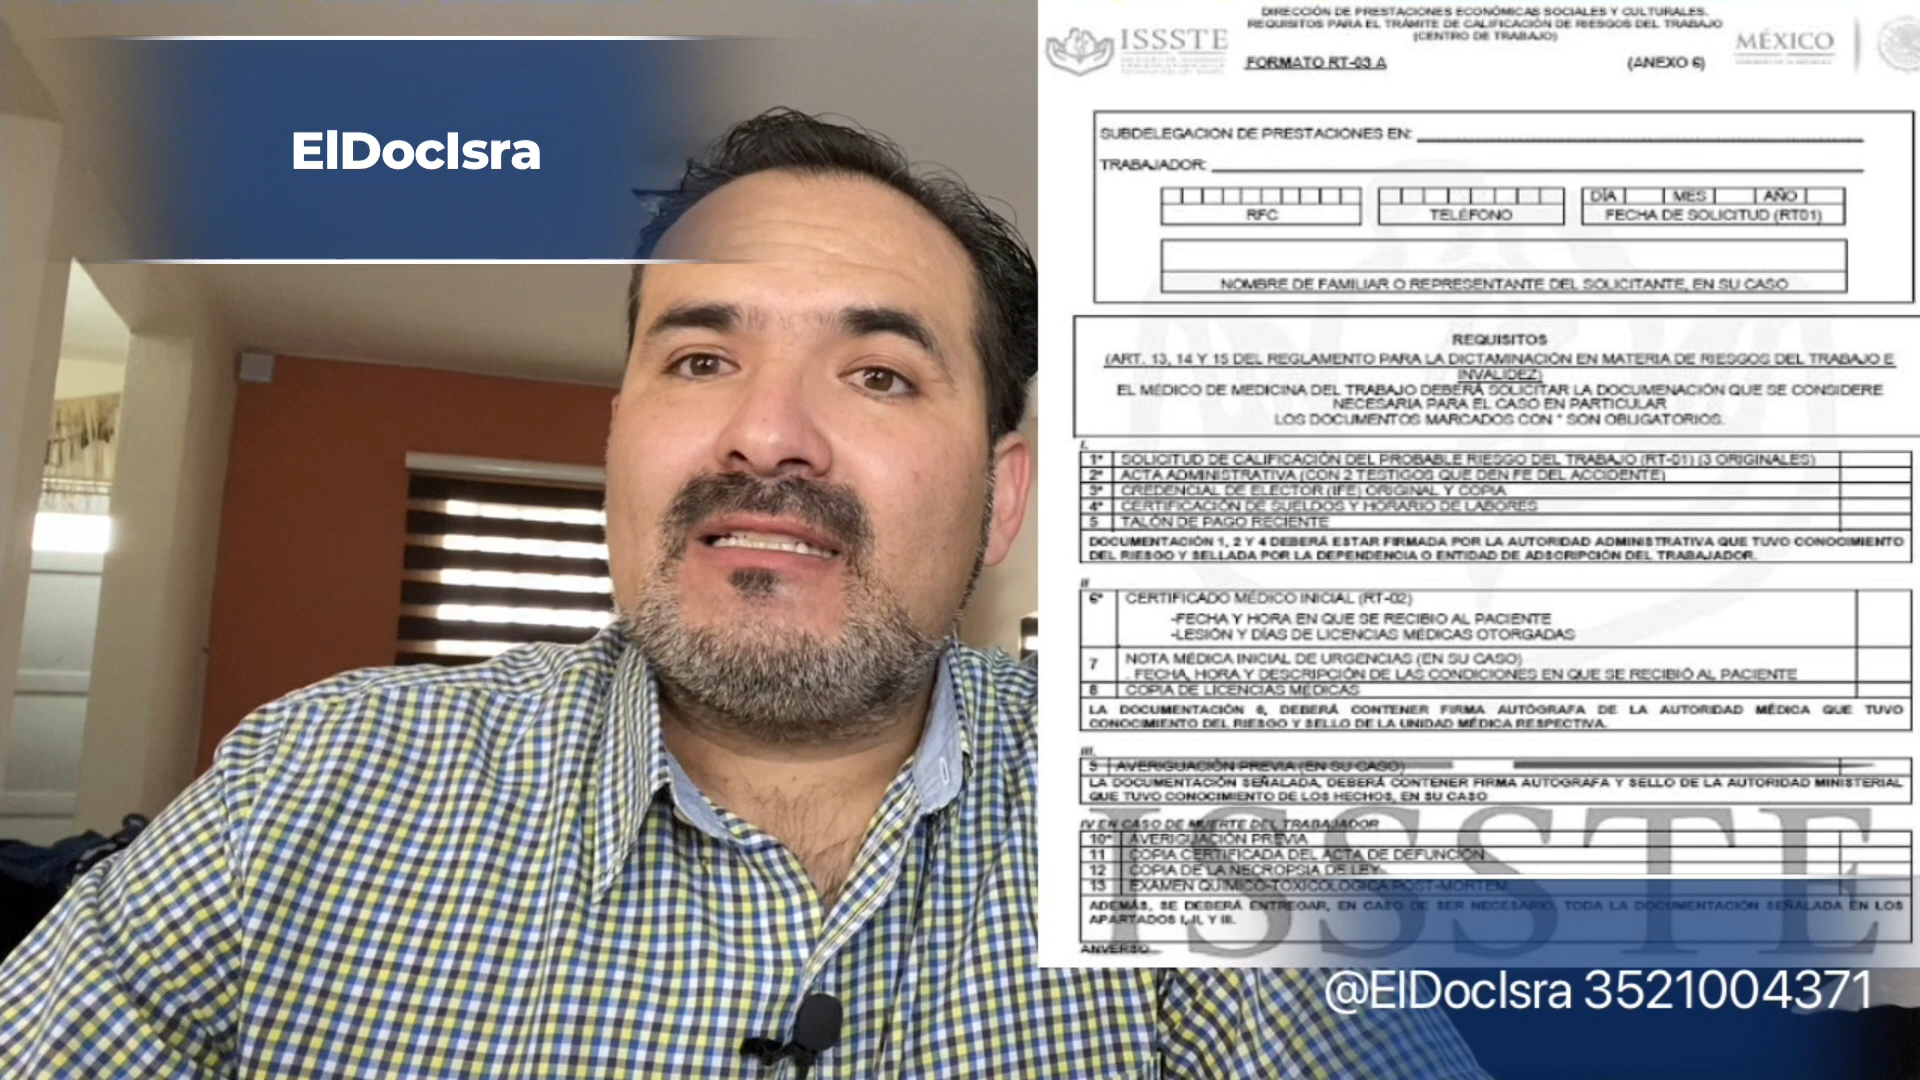 ElDocIsra
DIRECCIÓN DE PRESTACIONES ECONÓMICAS SOCIALES Y CULTURALES.
REQUISITOS PARA EL TRÁMITE DE CALIFICACIÓN DE RIESGOS DEL TRABAJO
(CENTRO DE TRABAJO)
ISSSTE
MÉXICO
FORMATO RT-03 A
(ANEXO 6)
SUBDELEGACION DE PRESTACIONES EN:
TRABAJADOR:
DÍA MES AÑO
RFC TELÉFONO FECHA DE SOLICITUD (RT01)
NOMBRE DE FAMILIAR O REPRESENTANTE DEL SOLICITANTE, EN SU CASO
REQUISITOS
(ART. 13, 14 Y 15 DEL REGLAMENTO PARA LA DICTAMINACIÓN EN MATERIA DE RIESGOS DEL TRABAJO E
INVALIDEZ)
EL MÉDICO DE MEDICINA DEL TRABAJO DEBERÁ SOLICITAR LA DOCUMENACIÓN QUE SE CONSIDERE
NECESARIA PARA EL CASO EN PARTICULAR
LOS DOCUMENTOS MARCADOS CON * SON OBLIGATORIOS.
I.
1* SOLICITUD DE CALIFICACIÓN DEL PROBABLE RIESGO DEL TRABAJO (RT-01) (3 ORIGINALES)
2* ACTA ADMINISTRATIVA (CON 2 TESTIGOS QUE DEN FE DEL ACCIDENTE)
3* CREDENCIAL DE ELECTOR (IFE) ORIGINAL Y COPIA
4* CERTIFICACIÓN DE SUELDOS Y HORARIO DE LABORES
5 TALÓN DE PAGO RECIENTE
DOCUMENTACIÓN 1, 2 Y 4 DEBERÁ ESTAR FIRMADA POR LA AUTORIDAD ADMINISTRATIVA QUE TUVO CONOCIMIENTO
DEL RIESGO Y SELLADA POR LA DEPENDENCIA O ENTIDAD DE ADSCRIPCIÓN DEL TRABAJADOR.
II
6* CERTIFICADO MÉDICO INICIAL (RT-02)
-FECHA Y HORA EN QUE SE RECIBIO AL PACIENTE
-LESIÓN Y DÍAS DE LICENCIAS MÉDICAS OTORGADAS
7 NOTA MÉDICA INICIAL DE URGENCIAS (EN SU CASO)
. FECHA, HORA Y DESCRIPCIÓN DE LAS CONDICIONES EN QUE SE RECIBIÓ AL PACIENTE
8 COPIA DE LICENCIAS MÉDICAS
LA DOCUMENTACIÓN 6, DEBERÁ CONTENER FIRMA AUTÓGRAFA DE LA AUTORIDAD MÉDICA QUE TUVO
CONOCIMIENTO DEL RIESGO Y SELLO DE LA UNIDAD MÉDICA RESPECTIVA.
III.
9 AVERIGUACIÓN PREVIA (EN SU CASO)
LA DOCUMENTACIÓN SEÑALADA, DEBERÁ CONTENER FIRMA AUTOGRAFA Y SELLO DE LA AUTORIDAD MINISTERIAL
QUE TUVO CONOCIMIENTO DE LOS HECHOS, EN SU CASO
IV EN CASO DE MUERTE DEL TRABAJADOR
10* AVERIGUACIÓN PREVIA
11 COPIA CERTIFICADA DEL ACTA DE DEFUNCIÓN
12 COPIA DE LA NECROPSIA DE LEY
13 EXAMEN QUÍMICO-TOXICOLOGICA POST-MORTEM
ADEMÁS, SE DEBERÁ ENTREGAR, EN CASO DE SER NECESARIO, TODA LA DOCUMENTACIÓN SEÑALADA EN LOS
APARTADOS I, II, Y III.
ISSSTE
ANVERSO
@ElDocIsra 3521004371